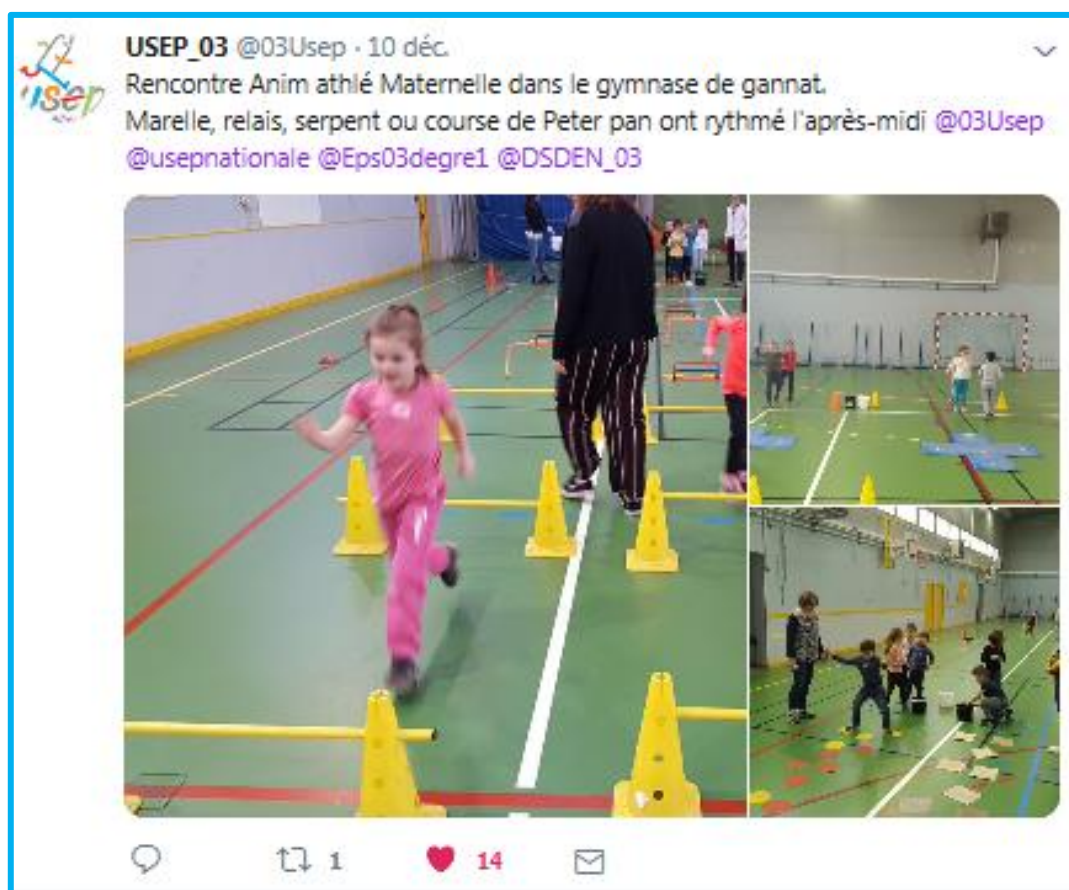 USEP_03 @03Usep · 10 déc.
Rencontre Anim athlé Maternelle dans le gymnase de gannat.
Marelle, relais, serpent ou course de Peter pan ont rythmé l'après-midi @03Usep
@usepnationale @Eps03degre1 @DSDEN_03
usep
1 14